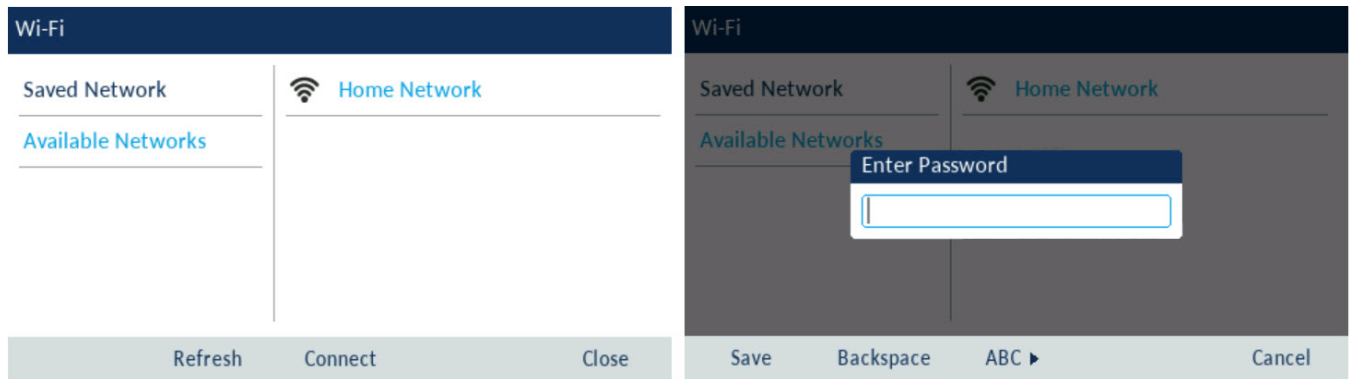 Wi-Fi
Saved Network
Home Network
Available Networks
Refresh Connect Close
Wi-Fi
Saved Network
Home Network
Available Networks
Enter Password
Save Backspace ABC ▶ Cancel